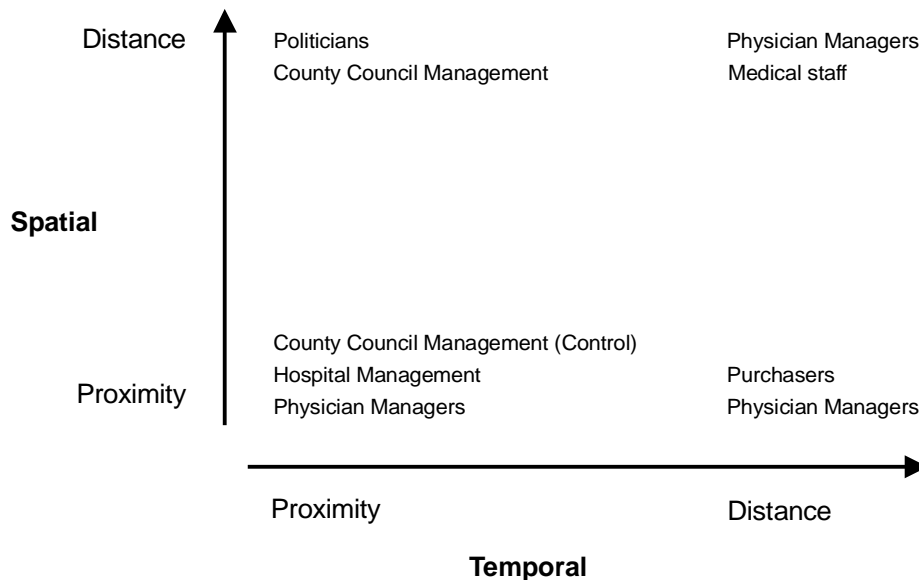 Distance
Politicians
Physician Managers
County Council Management
Medical staff
Spatial
County Council Management (Control)
Hospital Management
Purchasers
Proximity
Physician Managers
Physician Managers
Proximity
Distance
Temporal